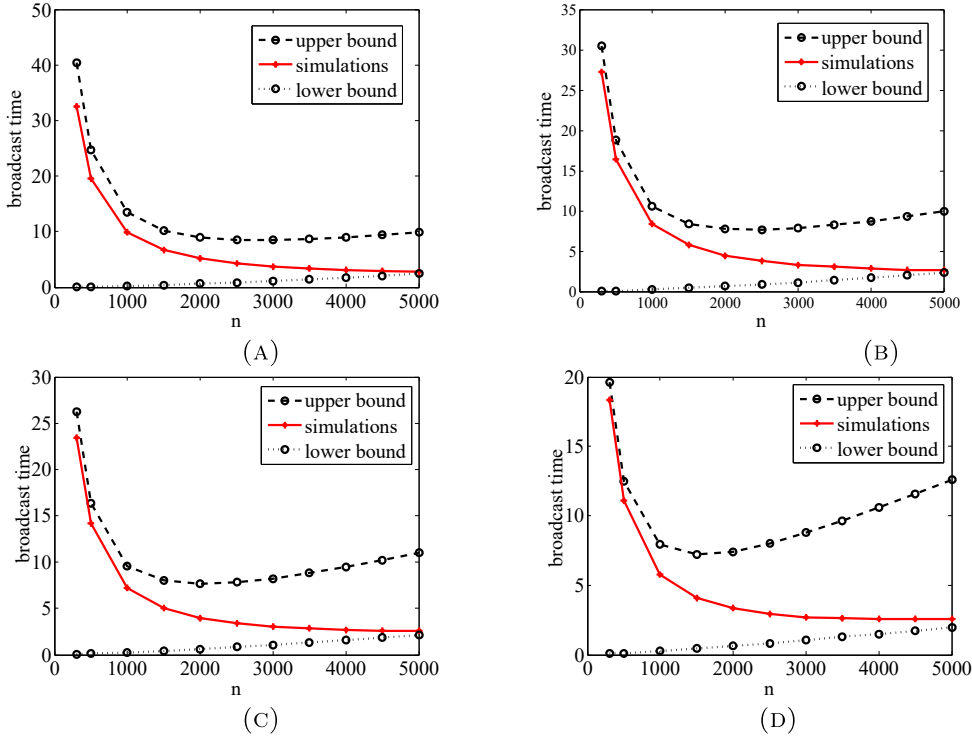 50
40
30
20
10
0
broadcast time
upper bound
simulations
lower bound
0 1000 2000 3000 4000 5000
n
(A)
35
30
25
20
15
10
5
0
broadcast time
upper bound
simulations
lower bound
0 1000 2000 3000 4000 5000
n
(B)
30
25
20
15
10
5
0
broadcast time
upper bound
simulations
lower bound
0 1000 2000 3000 4000 5000
n
(C)
20
15
10
5
0
broadcast time
upper bound
simulations
lower bound
0 1000 2000 3000 4000 5000
n
(D)